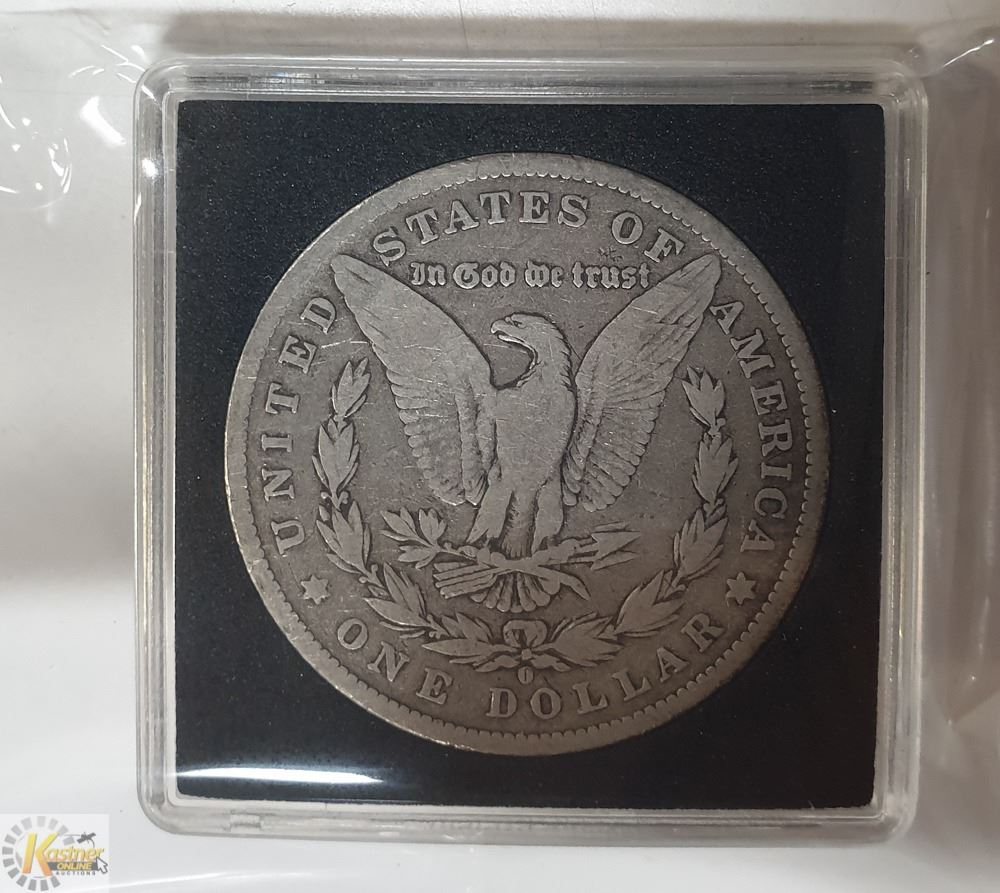 UNITED STATES OF AMERICA
In God we trust
O
ONE DOLLAR
Kastner
ONLINE
AUCTIONS